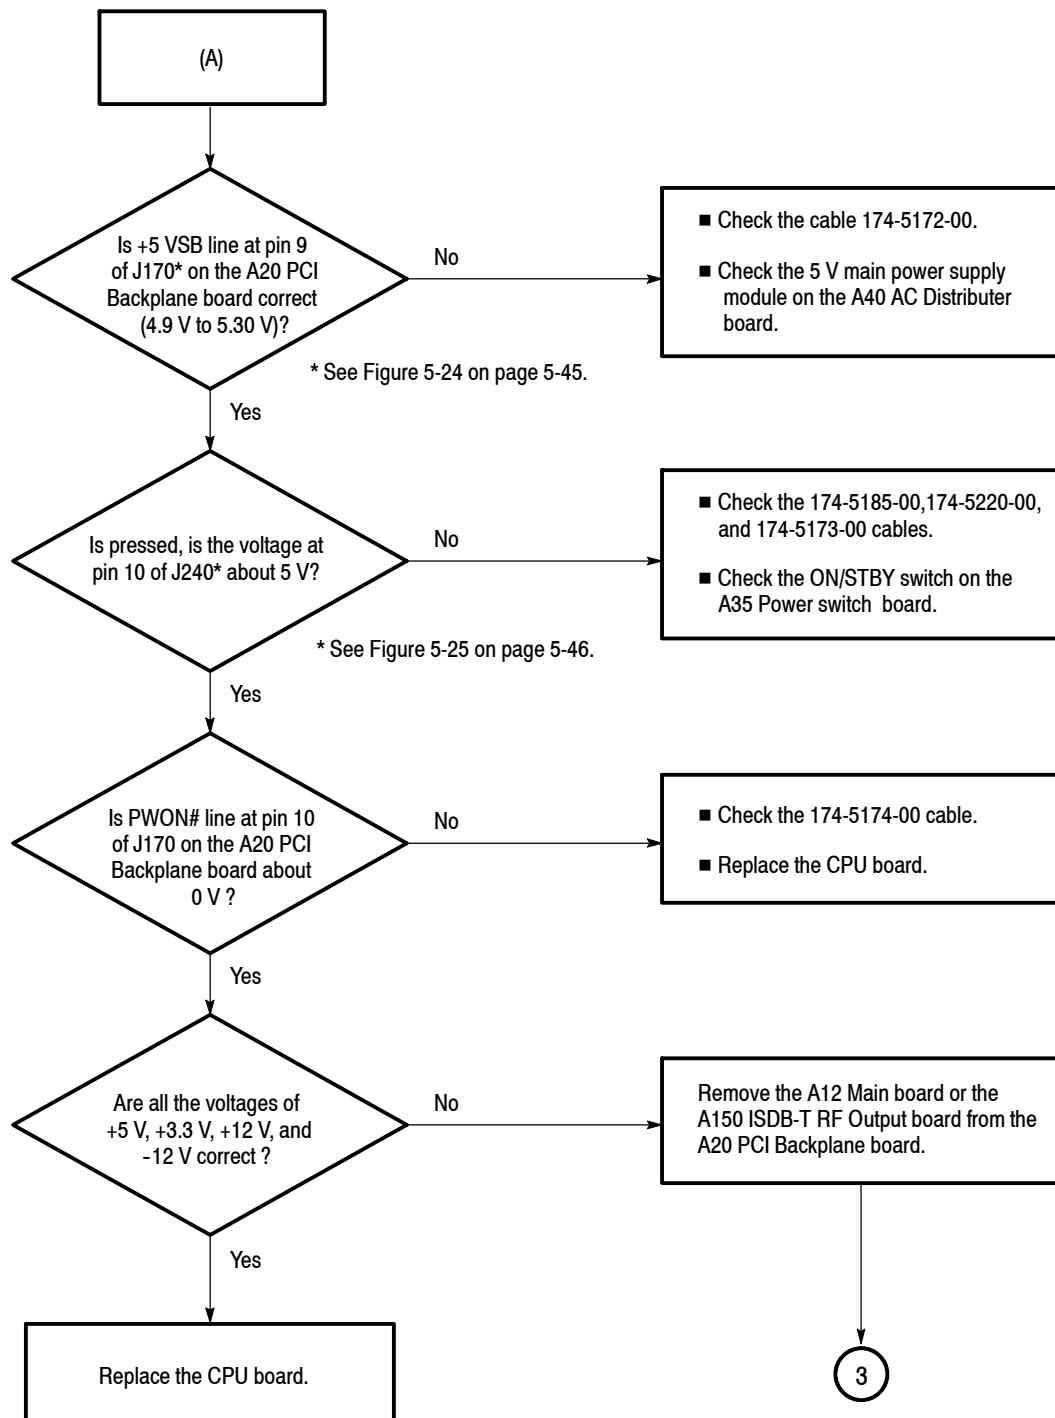 (A)
Is +5 VSB line at pin 9
of J170* on the A20 PCI
Backplane board correct
(4.9 V to 5.30 V)?
No
■ Check the cable 174-5172-00.
■ Check the 5 V main power supply
module on the A40 AC Distributer
board.
* See Figure 5-24 on page 5-45.
Yes
Is pressed, is the voltage at
pin 10 of J240* about 5 V?
No
■ Check the 174-5185-00,174-5220-00,
and 174-5173-00 cables.
■ Check the ON/STBY switch on the
A35 Power switch board.
* See Figure 5-25 on page 5-46.
Yes
Is PWON# line at pin 10
of J170 on the A20 PCI
Backplane board about
0 V ?
No
■ Check the 174-5174-00 cable.
■ Replace the CPU board.
Yes
Are all the voltages of
+5 V, +3.3 V, +12 V, and
-12 V correct ?
No
Remove the A12 Main board or the
A150 ISDB-T RF Output board from the
A20 PCI Backplane board.
Yes
Replace the CPU board.
3